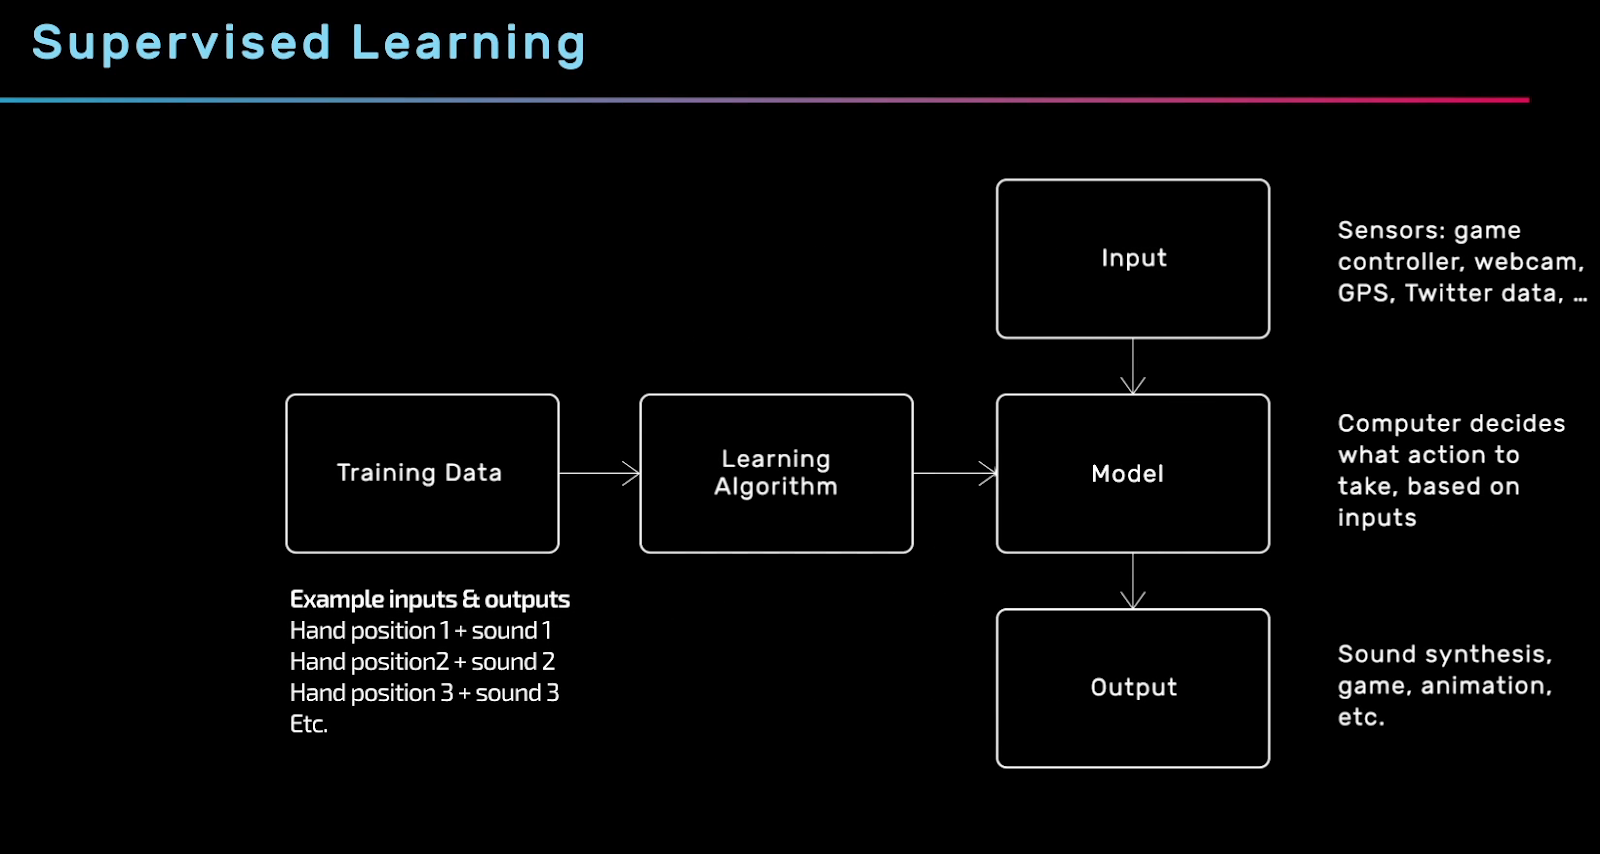 Supervised Learning
Input
Sensors: game
controller, webcam,
GPS, Twitter data, ...
Training Data
Learning
Algorithm
Model
Computer decides
what action to
take, based on
inputs
Example inputs & outputs
Hand position 1 + sound 1
Hand position2 + sound 2
Hand position 3 + sound 3
Etc.
Output
Sound synthesis,
game, animation,
etc.